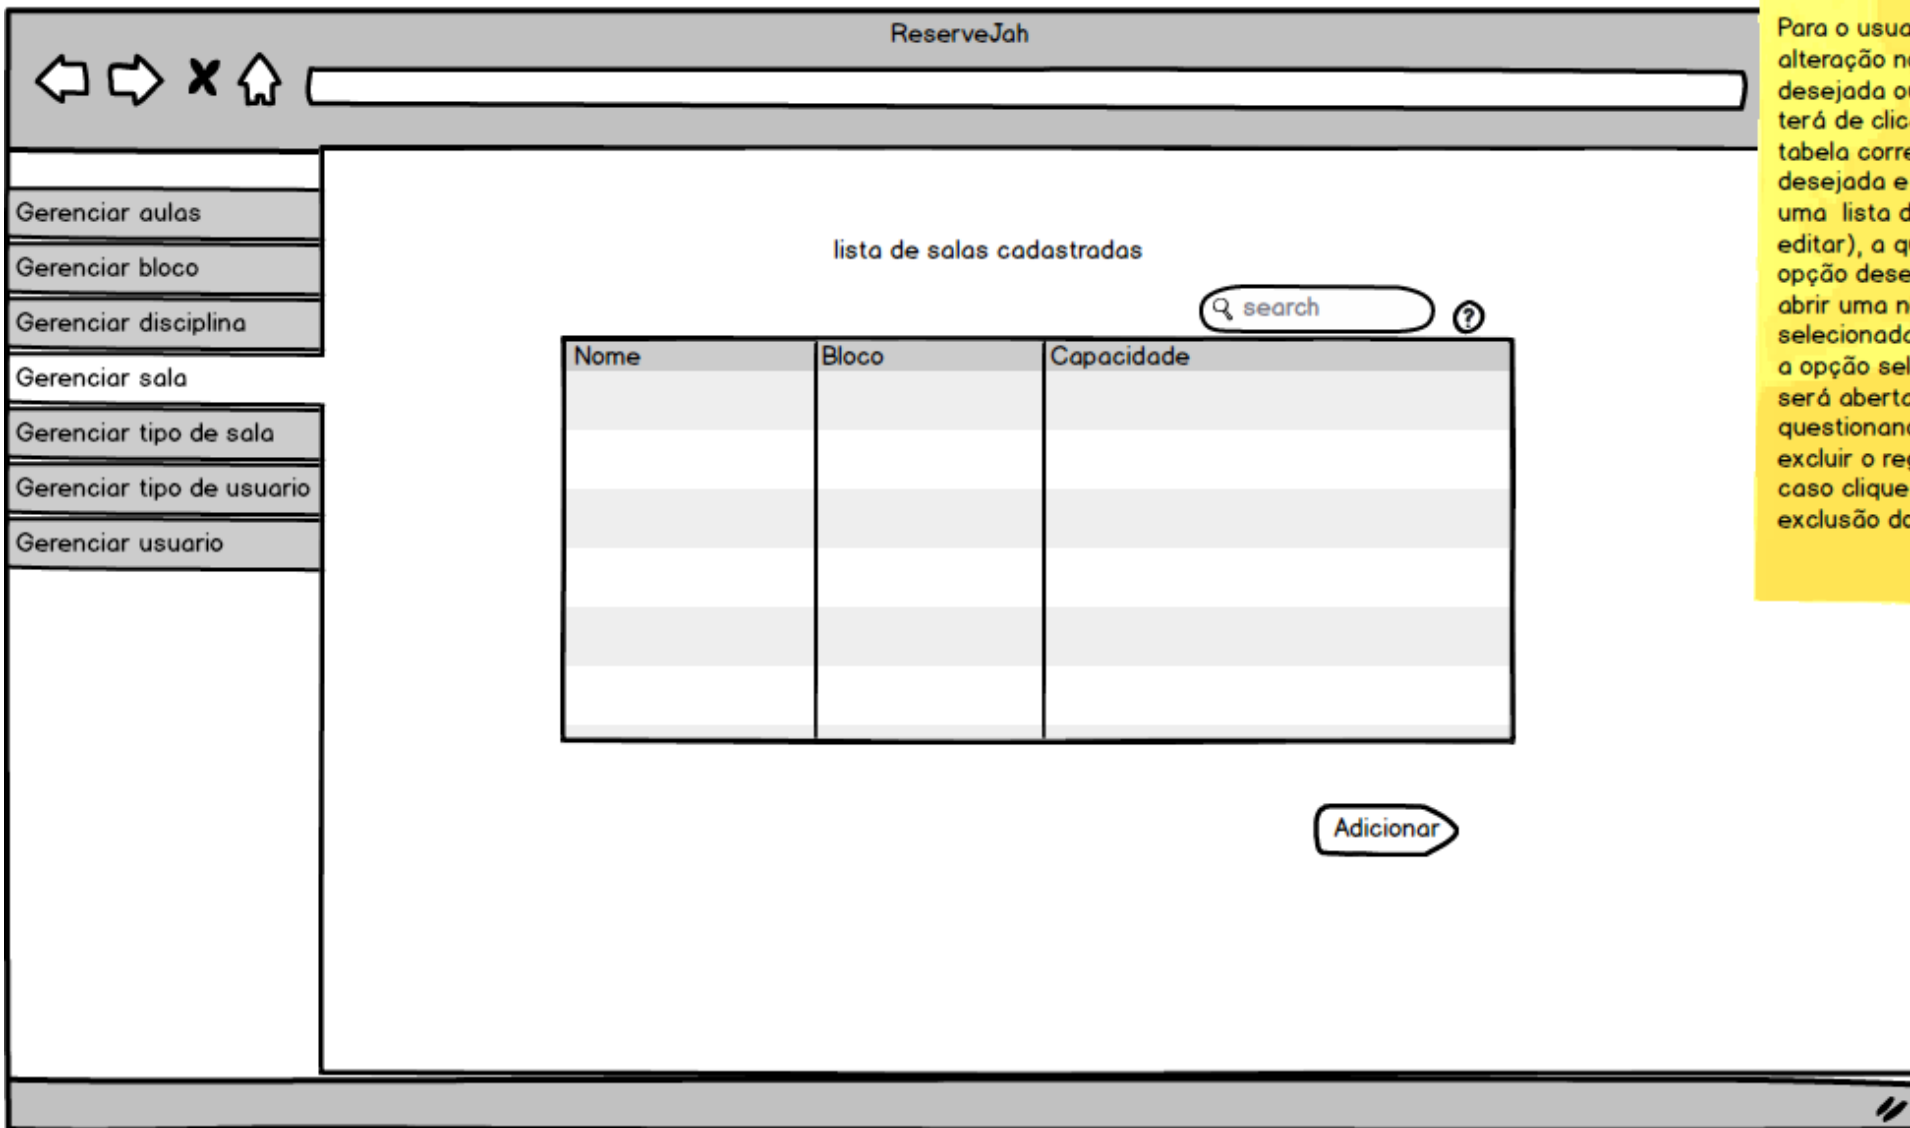 ReserveJah
Gerenciar aulas
Gerenciar bloco
Gerenciar disciplina
Gerenciar sala
Gerenciar tipo de sala
Gerenciar tipo de usuario
Gerenciar usuario
lista de salas cadastradas
search
?
Nome Bloco Capacidade
Adicionar
Para o
alteração
desejada
terá de
tabela
desejada e
uma lista
editar), a
opção
abrir uma
a opção
será
excluir o
caso clique
exclusão